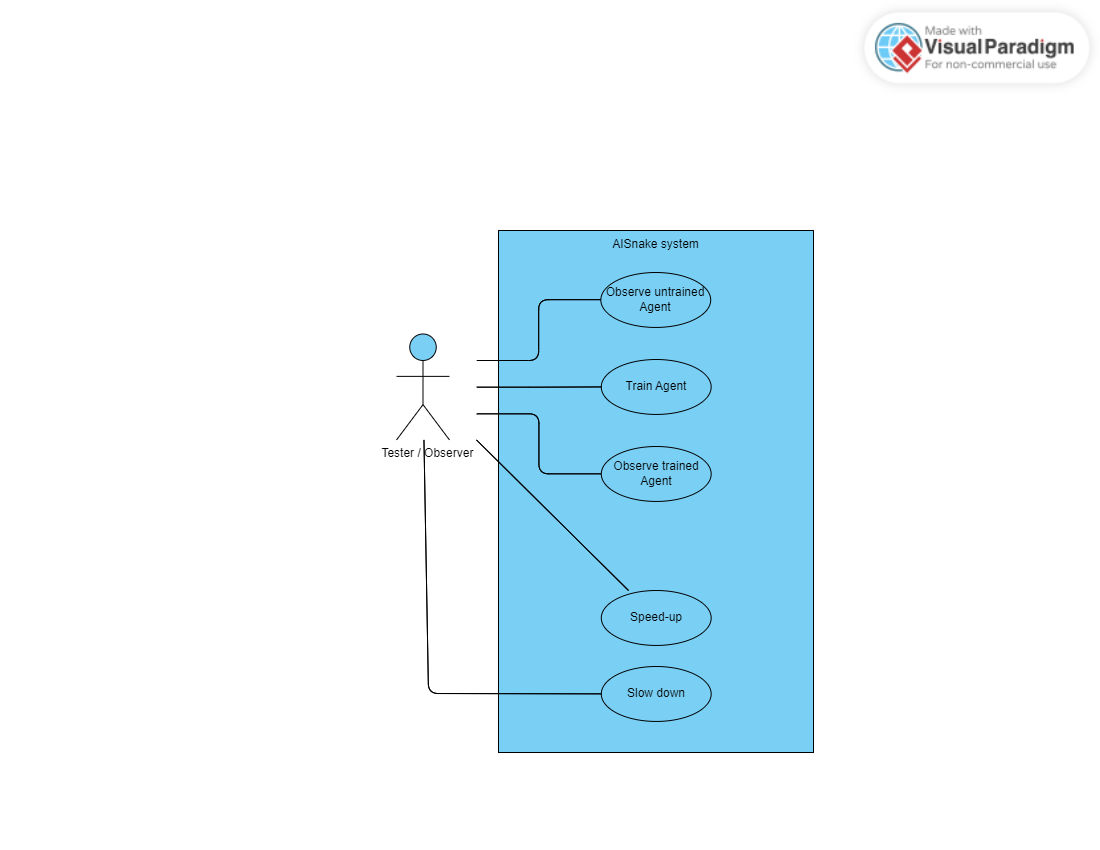 Made with
Visual Paradigm
For non-commercial use
AISnake system
Observe untrained
Agent
Train Agent
Tester / Observer
Observe trained
Agent
Speed-up
Slow down